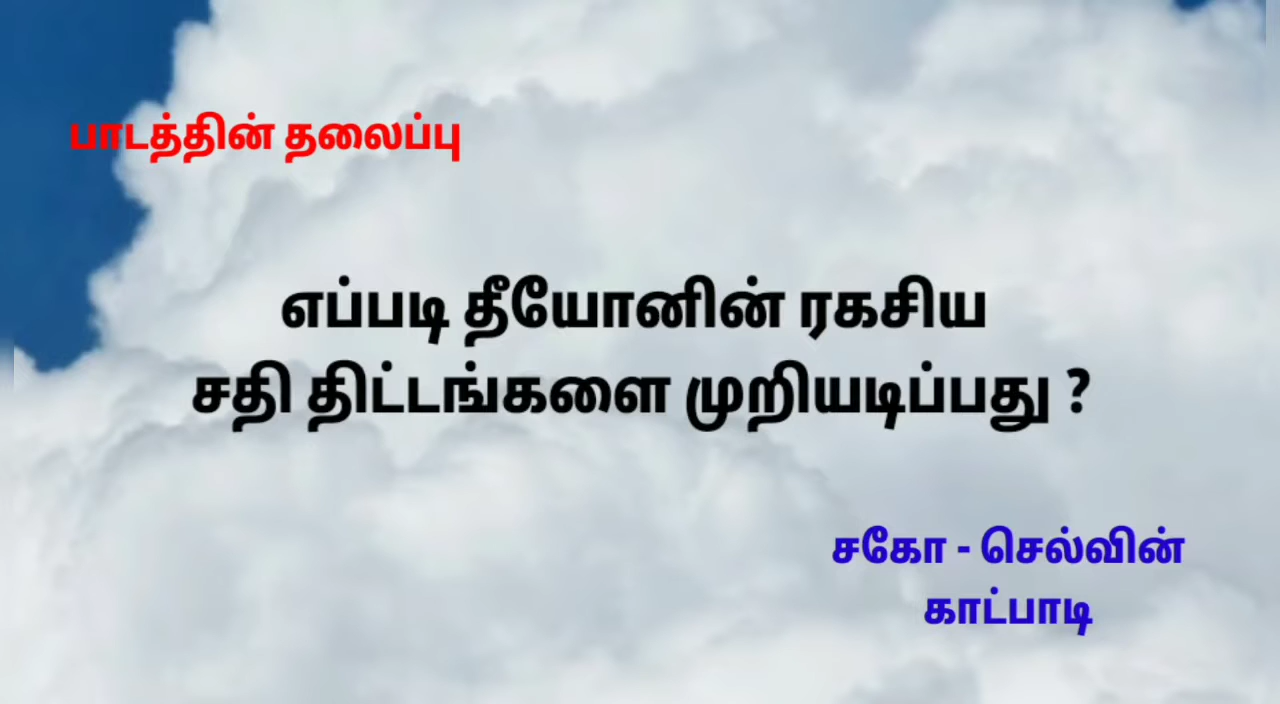 பாடத்தின் தலைப்பு
எப்படி தீயோனின் ரகசிய
சதி திட்டங்களை முறியடிப்பது ?
சகோ - செல்வின்
காட்பாடி